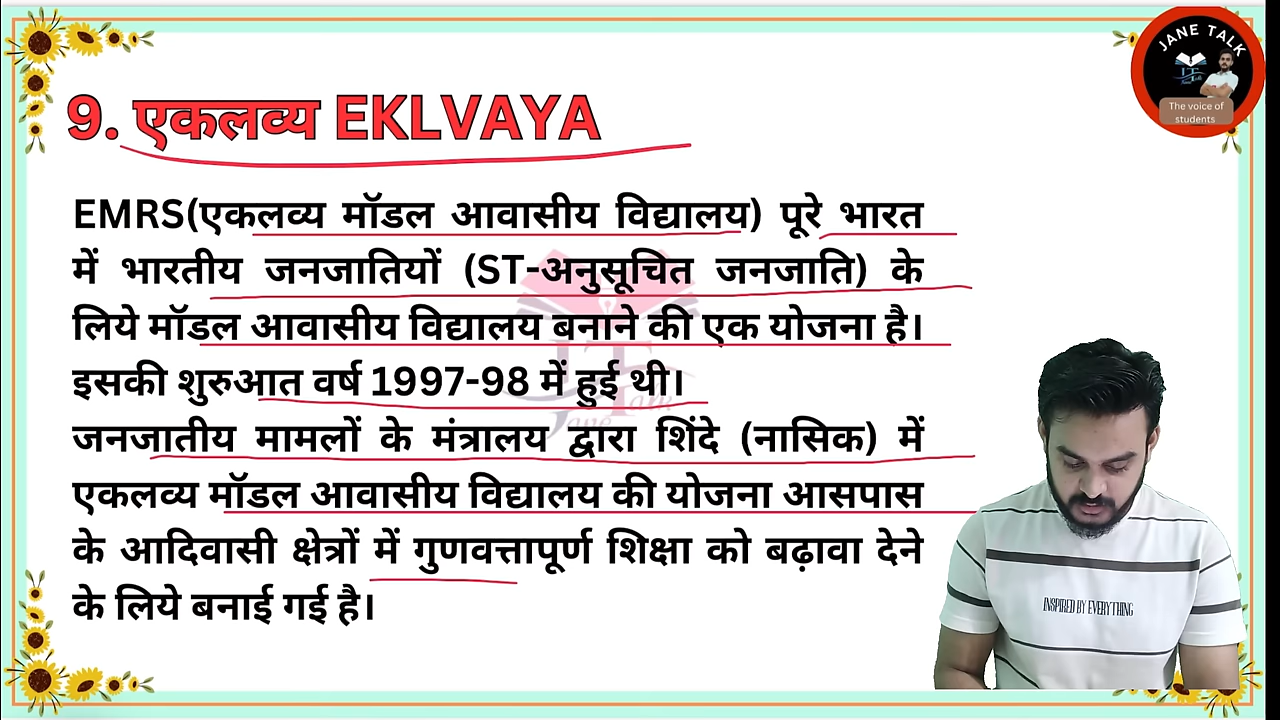 JANE TALK
The voice of
students
9. एकलव्य EKLVAYA
EMRS(एकलव्य मॉडल आवासीय विद्यालय) पूरे भारत
में भारतीय जनजातियों (ST-अनुसूचित जनजाति) के
लिये मॉडल आवासीय विद्यालय बनाने की एक योजना है।
इसकी शुरुआत वर्ष 1997-98 में हुई थी।
जनजातीय मामलों के मंत्रालय द्वारा शिंदे (नासिक) में
एकलव्य मॉडल आवासीय विद्यालय की योजना आसपास
के आदिवासी क्षेत्रों में गुणवत्तापूर्ण शिक्षा को बढ़ावा देने
के लिये बनाई गई है।
INSPIRED BY EVERYTHING